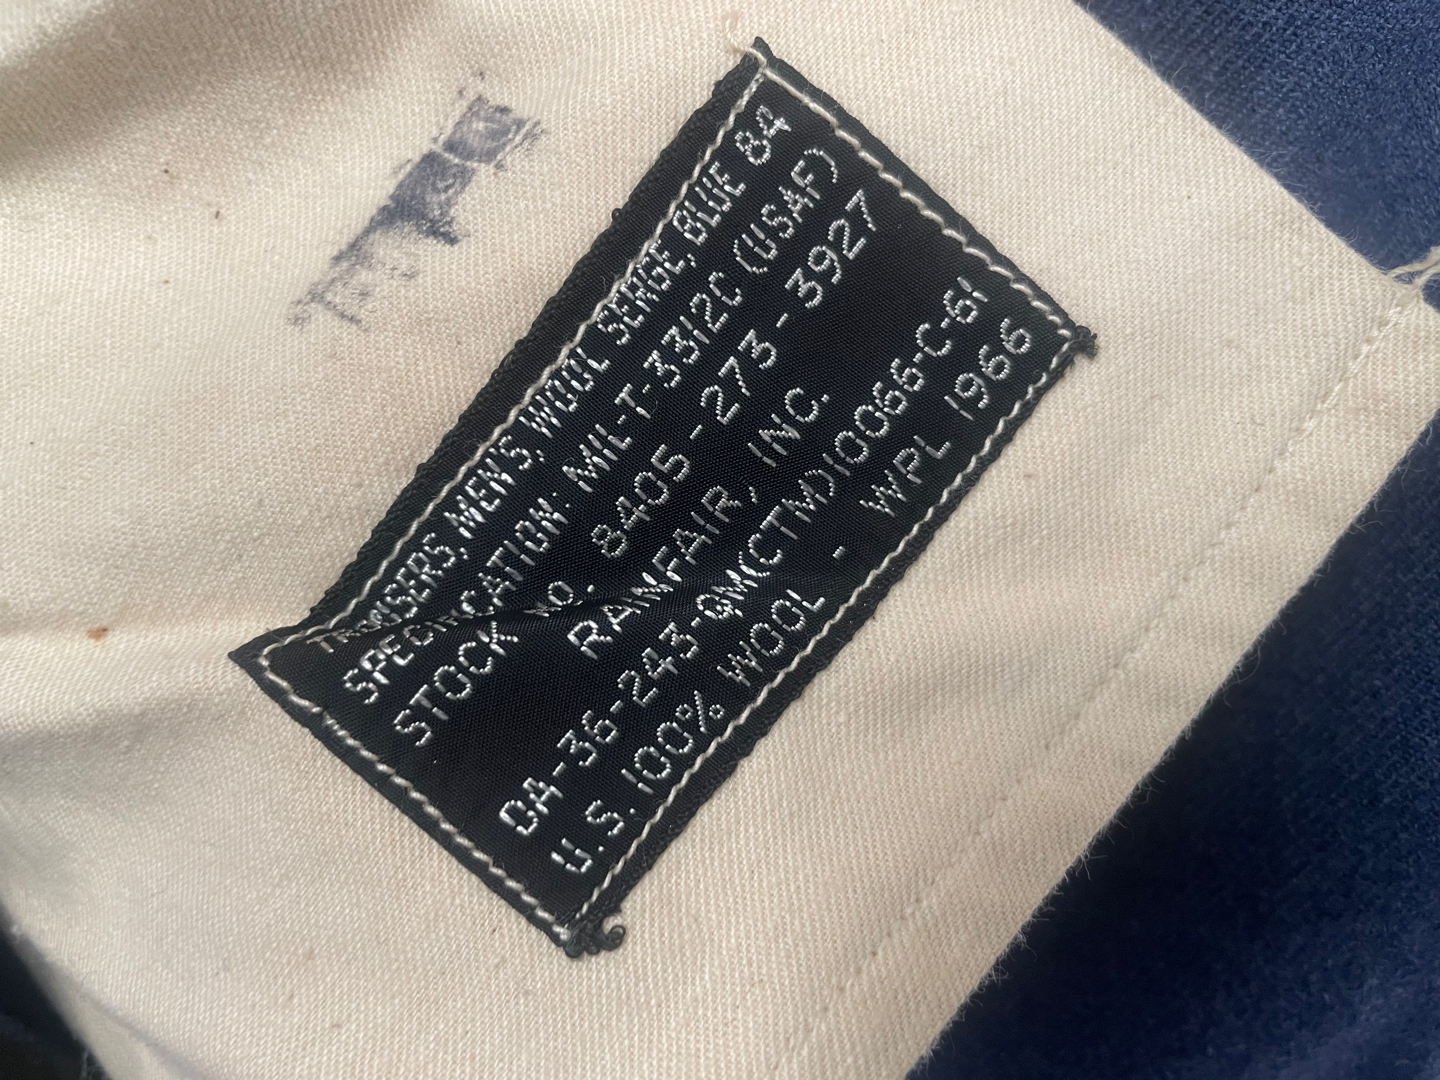 TROUSERS, MEN'S, WOOL SERGE, BLUE 84
SPECIFICATION: MIL-T-3312C (USAF)
STOCK NO. 8405-273-3927
RAINFAIR, INC.
DA-36-243-QM(CTM)10066-C-61
U.S. 100% WOOL - WPL 1966